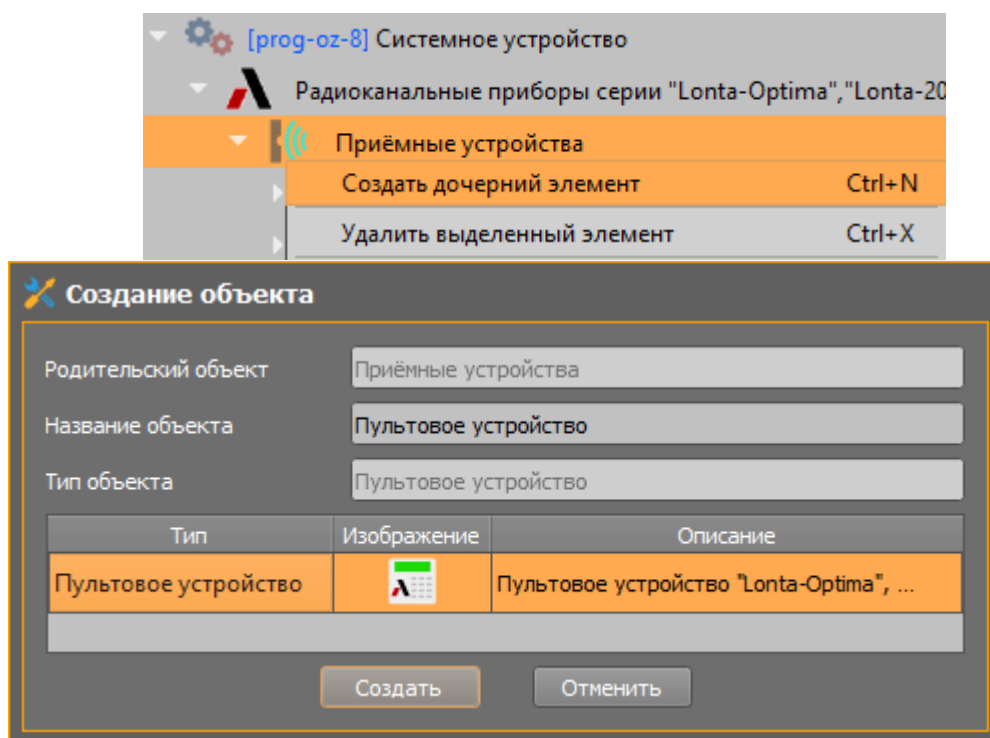 [prog-oz-8] Системное устройство
Радиоканальные приборы серии "Lonta-Optima","Lonta-20
Приёмные устройства
Создать дочерний элемент Ctrl+N
Удалить выделенный элемент Ctrl+X
Создание объекта
Родительский объект Приёмные устройства
Название объекта Пультовое устройство
Тип объекта Пультовое устройство
Тип Изображение Описание
Пультовое устройство Пультовое устройство "Lonta-Optima", ...
Создать Отменить